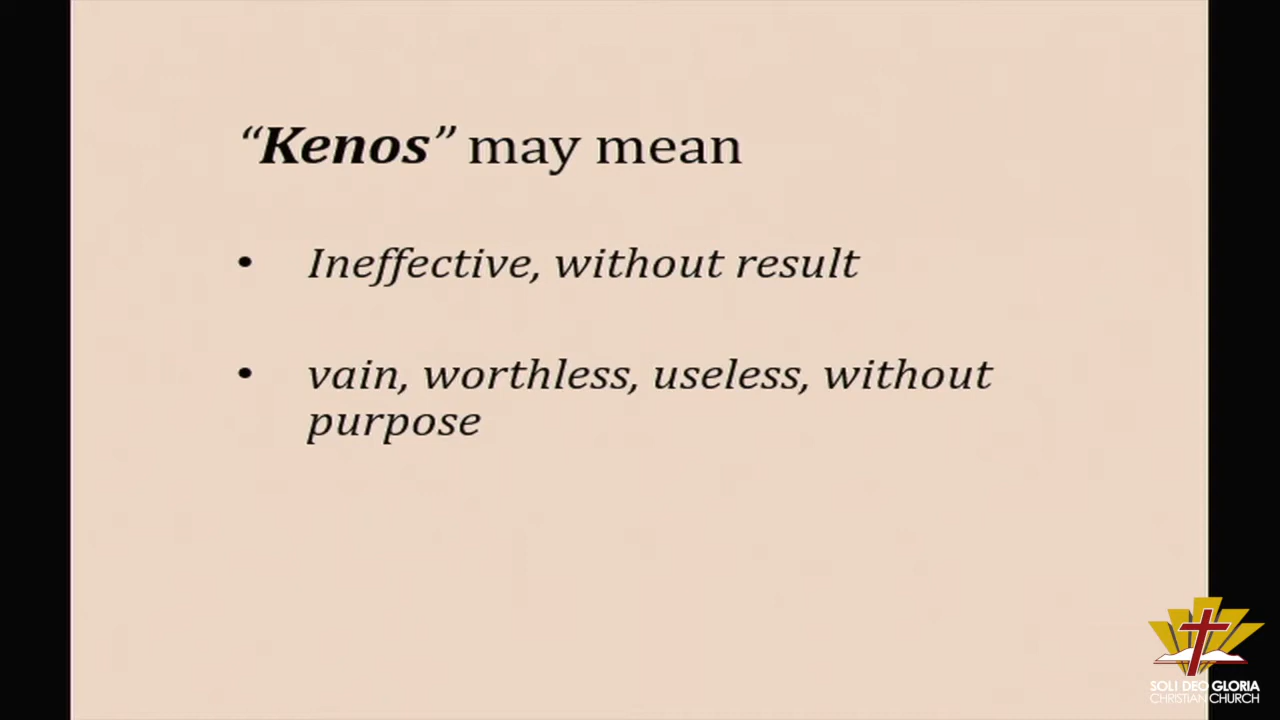 “Kenos” may mean
• Ineffective, without result
• vain, worthless, useless, without
purpose
SOLI DEO GLORIA
CHRISTIAN CHURCH